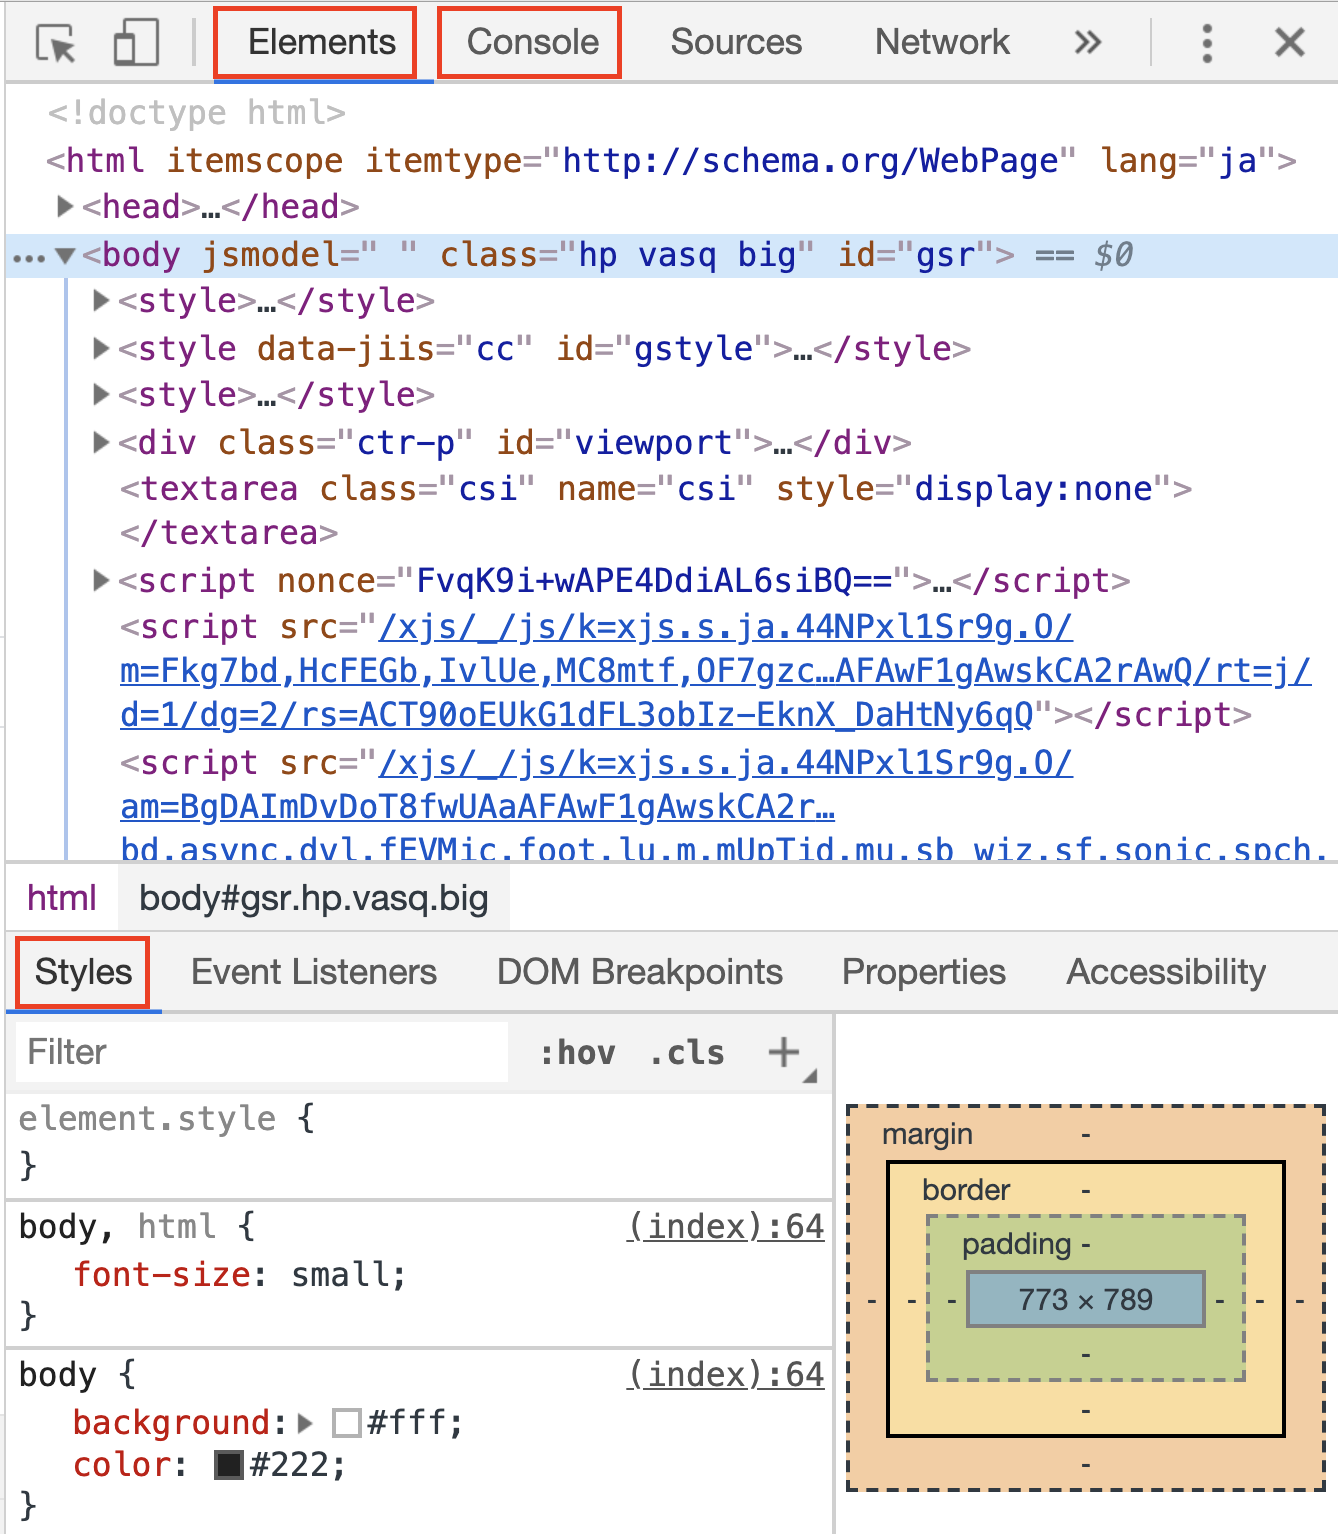 Elements Console Sources Network »
<!doctype html>
<html itemscope itemtype="http://schema.org/WebPage" lang="ja">
▶<head>…</head>
…▼<body jsmodel=" " class="hp vasq big" id="gsr"> == $0
▶<style>…</style>
▶<style data-jiis="cc" id="gstyle">…</style>
▶<style>…</style>
▶<div class="ctr-p" id="viewport">…</div>
<textarea class="csi" name="csi" style="display:none">
</textarea>
▶<script nonce="FvqK9i+wAPE4DdiAL6siBQ==">…</script>
<script src="/xjs/_/js/k=xjs.s.ja.44NPxl1Sr9g.O/
m=Fkg7bd,HcFEGb,IvlUe,MC8mtf,OF7gzc…AFAwF1gAwskCA2rAwQ/rt=j/
d=1/dg=2/rs=ACT90oEUkG1dFL3obIz-EknX_DaHtNy6qQ"></script>
<script src="/xjs/_/js/k=xjs.s.ja.44NPxl1Sr9g.O/
am=BgDAImDvDoT8fwUAaAFAwF1gAwskCA2r…
bd,async,dvl,fEVMic,foot,lu,m,mUpTid,mu,sb_wiz,sf,sonic,spch,
html body#gsr.hp.vasq.big
Styles Event Listeners DOM Breakpoints Properties Accessibility
Filter :hov .cls +
element.style {
}
body, html { (index):64
font-size: small;
}
body { (index):64
background:▶ #fff;
color: #222;
}
margin -
border -
padding -
- - - 773 × 789 - - -
-
-
-